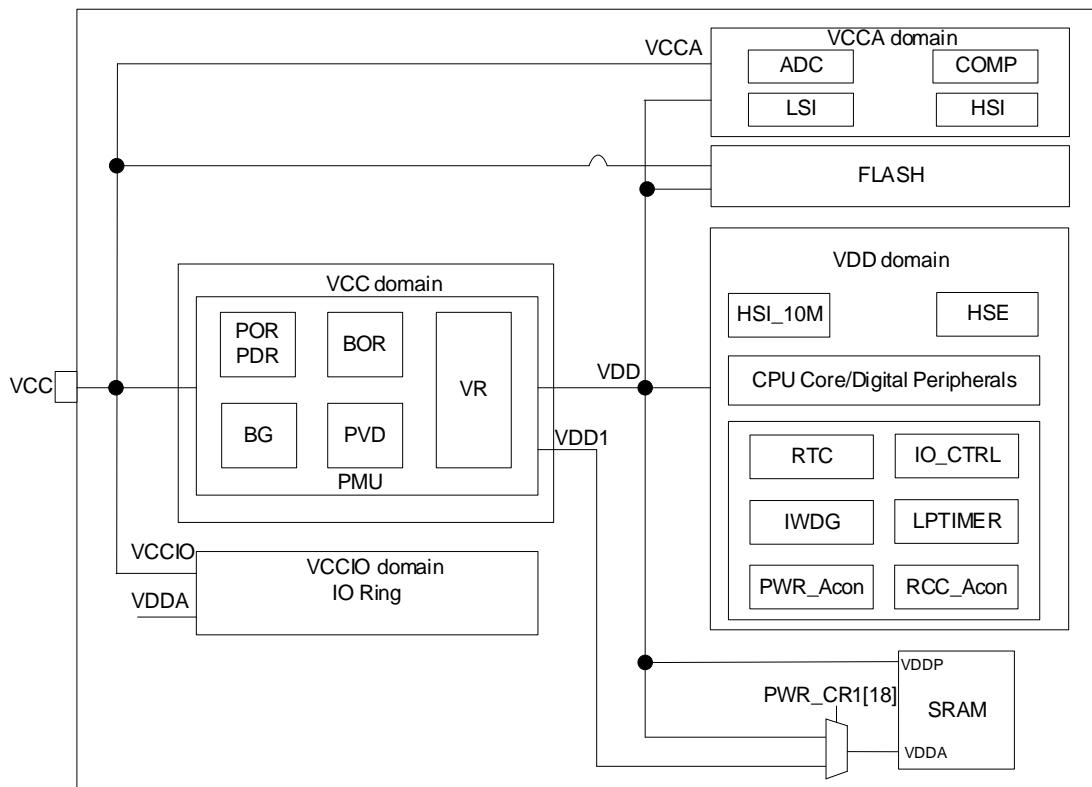 VCCA domain
VCCA
ADC
COMP
LSI
HSI
FLASH
VCC domain
POR
PDR
BOR
VR
BG
PVD
PMU
VCC
VDD
VDD1
VDD domain
HSI_10M
HSE
CPU Core/Digital Peripherals
RTC
IO_CTRL
IWDG
LPTIMER
PWR_Acon
RCC_Acon
VCCIO
VCCIO domain
IO Ring
VDDA
VDDP
PWR_CR1[18]
SRAM
VDDA